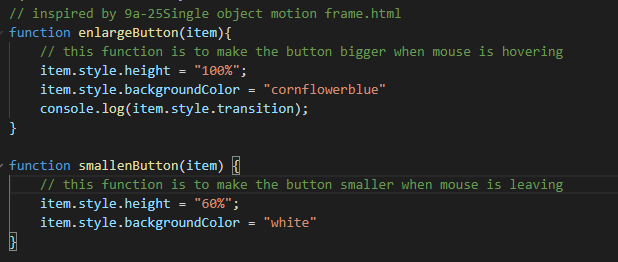 // inspired by 9a-25Single object motion frame.html
function enlargeButton(item){
// this function is to make the button bigger when mouse is hovering
item.style.height = "100%";
item.style.backgroundColor = "cornflowerblue"
console.log(item.style.transition);
}
function smallenButton(item) {
// this function is to make the button smaller when mouse is leaving
item.style.height = "60%";
item.style.backgroundColor = "white"
}